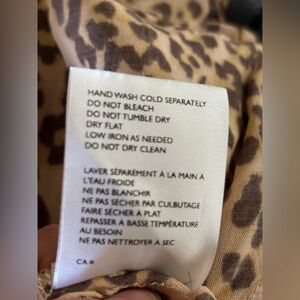 HAND WASH COLD SEPARATELY
DO NOT BLEACH
DO NOT TUMBLE DRY
DRY FLAT
LOW IRON AS NEEDED
DO NOT DRY CLEAN
LAVER SÉPARÉMENT À LA MAIN À
L'EAU FROIDE
NE PAS BLANCHIR
NE PAS SÉCHER PAR CULBUTAGE
FAIRE SÉCHER À PLAT
REPASSER À BASSE TEMPÉRATURE
AU BESOIN
NE PAS NETTROYER À SEC
CA #